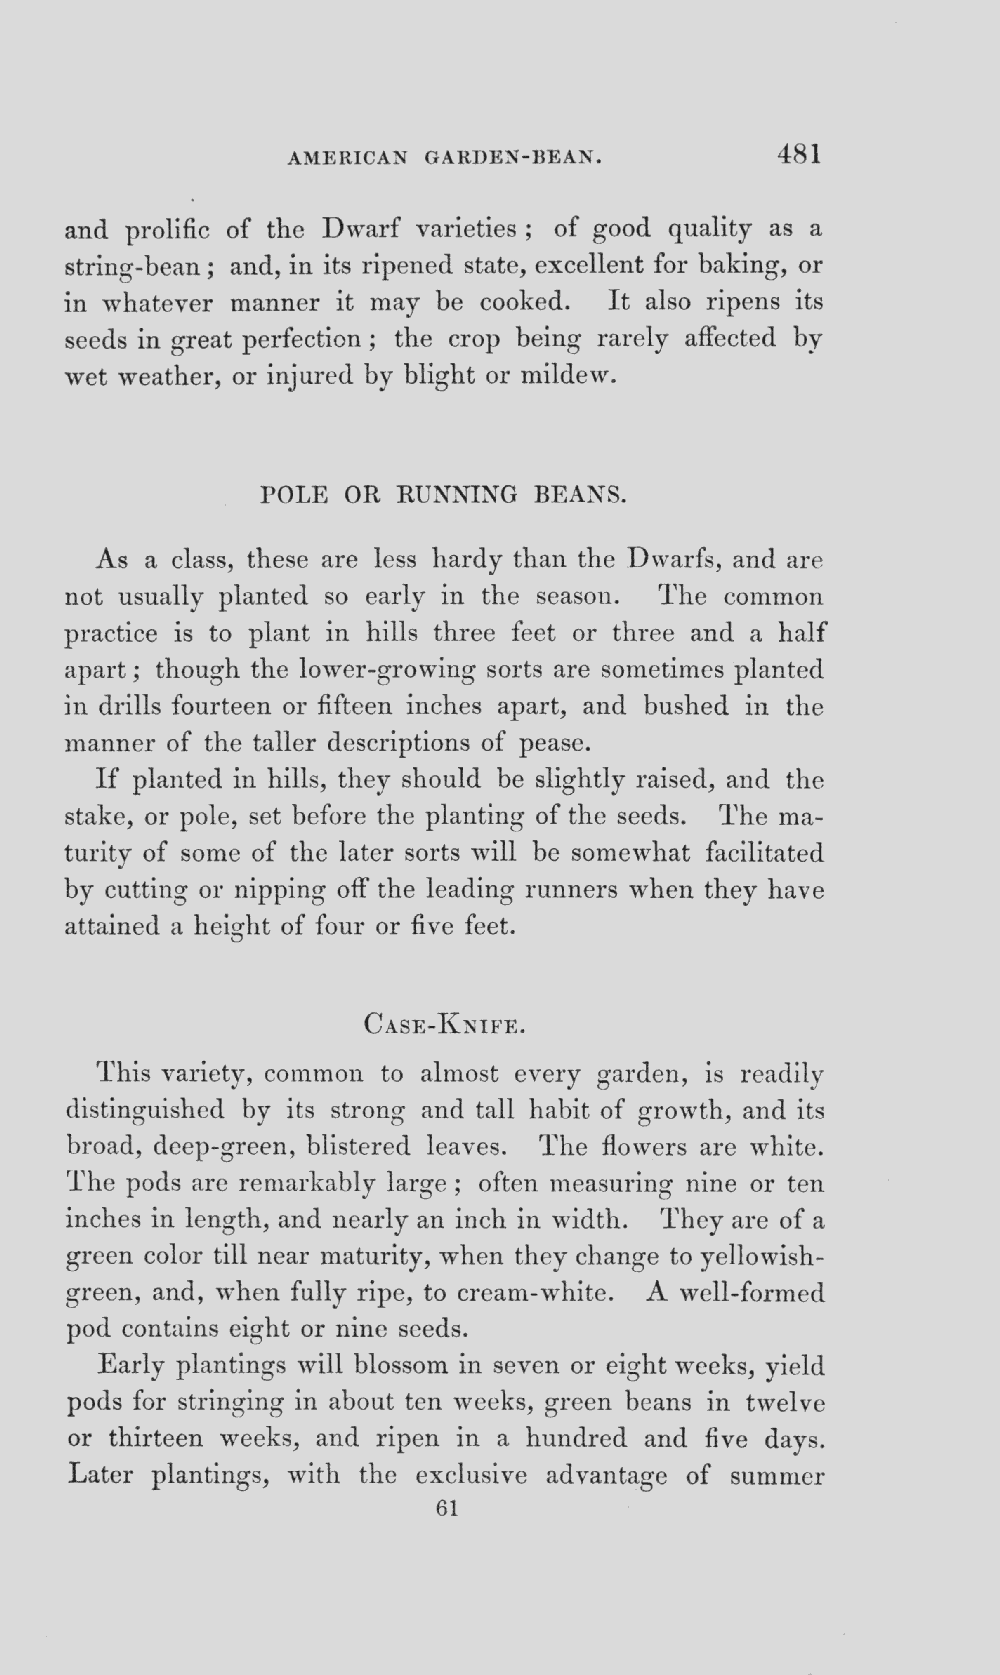 AMERICAN GARDEN-BEAN. 481
and prolific of the Dwarf varieties; of good quality as a
string-bean; and, in its ripened state, excellent for baking, or
in whatever manner it may be cooked. It also ripens its
seeds in great perfection; the crop being rarely affected by
wet weather, or injured by blight or mildew.
POLE OR RUNNING BEANS.
As a class, these are less hardy than the Dwarfs, and are
not usually planted so early in the season. The common
practice is to plant in hills three feet or three and a half
apart; though the lower-growing sorts are sometimes planted
in drills fourteen or fifteen inches apart, and bushed in the
manner of the taller descriptions of pease.
If planted in hills, they should be slightly raised, and the
stake, or pole, set before the planting of the seeds. The ma-
turity of some of the later sorts will be somewhat facilitated
by cutting or nipping off the leading runners when they have
attained a height of four or five feet.
CASE-KNIFE.
This variety, common to almost every garden, is readily
distinguished by its strong and tall habit of growth, and its
broad, deep-green, blistered leaves. The flowers are white.
The pods are remarkably large; often measuring nine or ten
inches in length, and nearly an inch in width. They are of a
green color till near maturity, when they change to yellowish-
green, and, when fully ripe, to cream-white. A well-formed
pod contains eight or nine seeds.
Early plantings will blossom in seven or eight weeks, yield
pods for stringing in about ten weeks, green beans in twelve
or thirteen weeks, and ripen in a hundred and five days.
Later plantings, with the exclusive advantage of summer
61